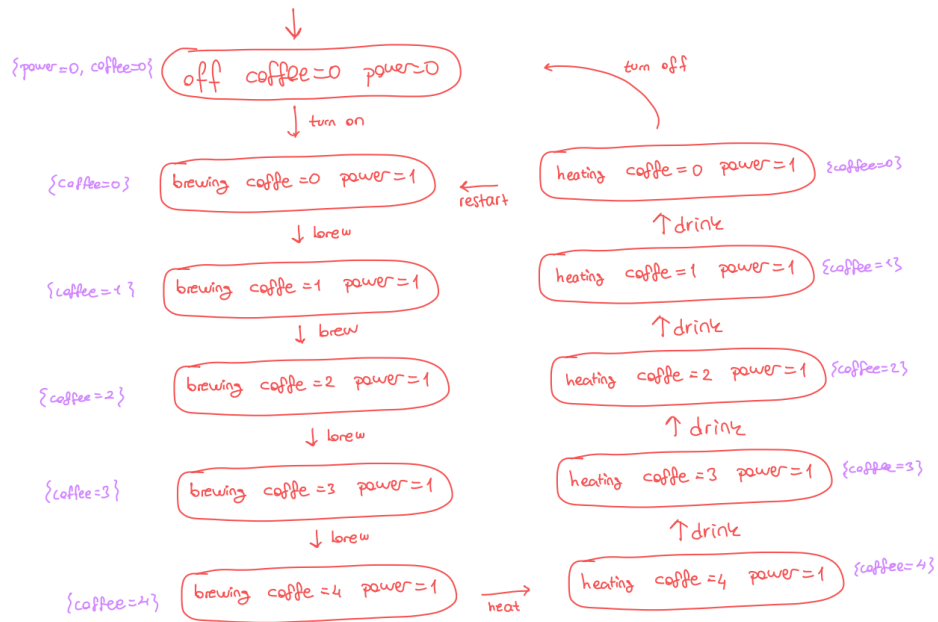 {power=0, coffee=0} off coffee=0 power=0 turn off
turn on
{coffee=0} brewing coffe=0 power=1 restart heating coffe=0 power=1 {coffee=0}
brew drink
{coffee=1} brewing coffe=1 power=1 heating coffe=1 power=1 {coffee=1}
brew drink
{coffee=2} brewing coffe=2 power=1 heating coffe=2 power=1 {coffee=2}
brew drink
{coffee=3} brewing coffe=3 power=1 heating coffe=3 power=1 {coffee=3}
brew drink
{coffee=4} brewing coffe=4 power=1 heat heating coffe=4 power=1 {coffee=4}